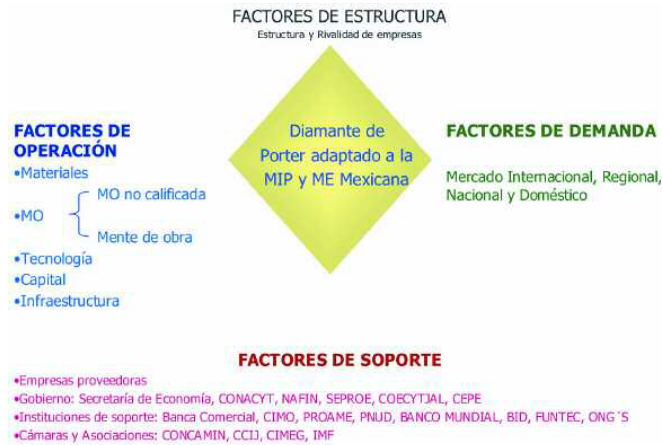 FACTORES DE ESTRUCTURA
Estructura y Rivalidad de empresas
FACTORES DE
OPERACIÓN
•Materiales
•MO
MO no calificada
Mente de obra
•Tecnología
•Capital
•Infraestructura
Diamante de
Porter adaptado a la
MIP y ME Mexicana
FACTORES DE DEMANDA
Mercado Internacional, Regional,
Nacional y Doméstico
FACTORES DE SOPORTE
•Empresas proveedoras
•Gobierno: Secretaría de Economía, CONACYT, NAFIN, SEPROE, COECYTJAL, CEPE
•Instituciones de soporte: Banca Comercial, CIMO, PROAME, PNUD, BANCO MUNDIAL, BID, FUNTEC, ONG´S
•Cámaras y Asociaciones: CONCAMIN, CCIJ, CIMEG, IMF